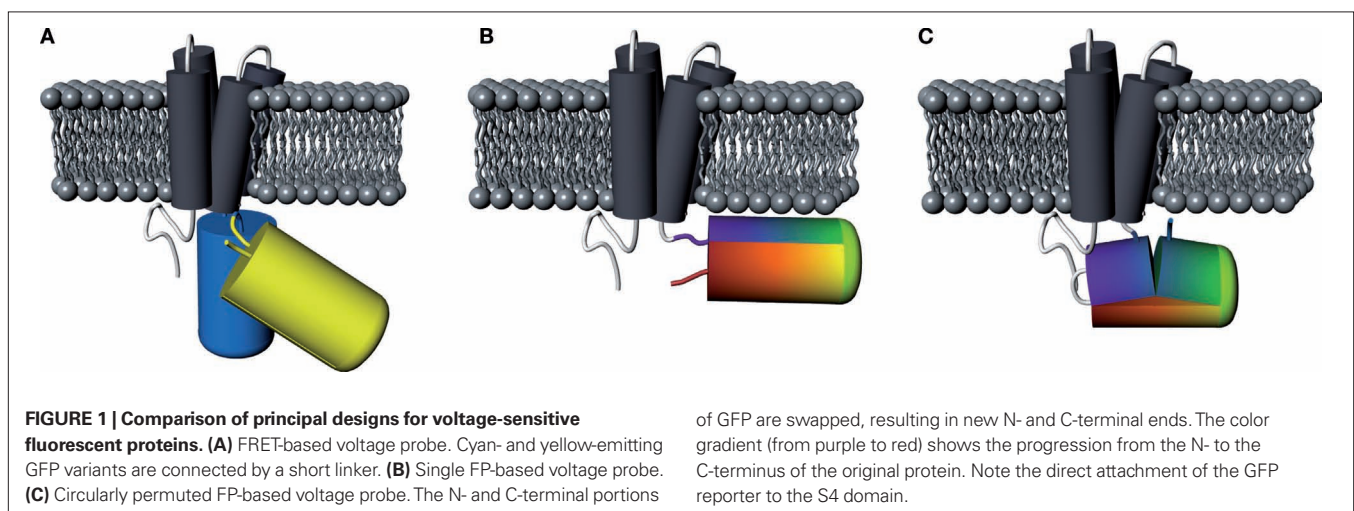 A
B
C
FIGURE 1 | Comparison of principal designs for voltage-sensitive
fluorescent proteins. (A) FRET-based voltage probe. Cyan- and yellow-emitting
GFP variants are connected by a short linker. (B) Single FP-based voltage probe.
(C) Circularly permuted FP-based voltage probe. The N- and C-terminal portions
of GFP are swapped, resulting in new N- and C-terminal ends. The color
gradient (from purple to red) shows the progression from the N- to the
C-terminus of the original protein. Note the direct attachment of the GFP
reporter to the S4 domain.